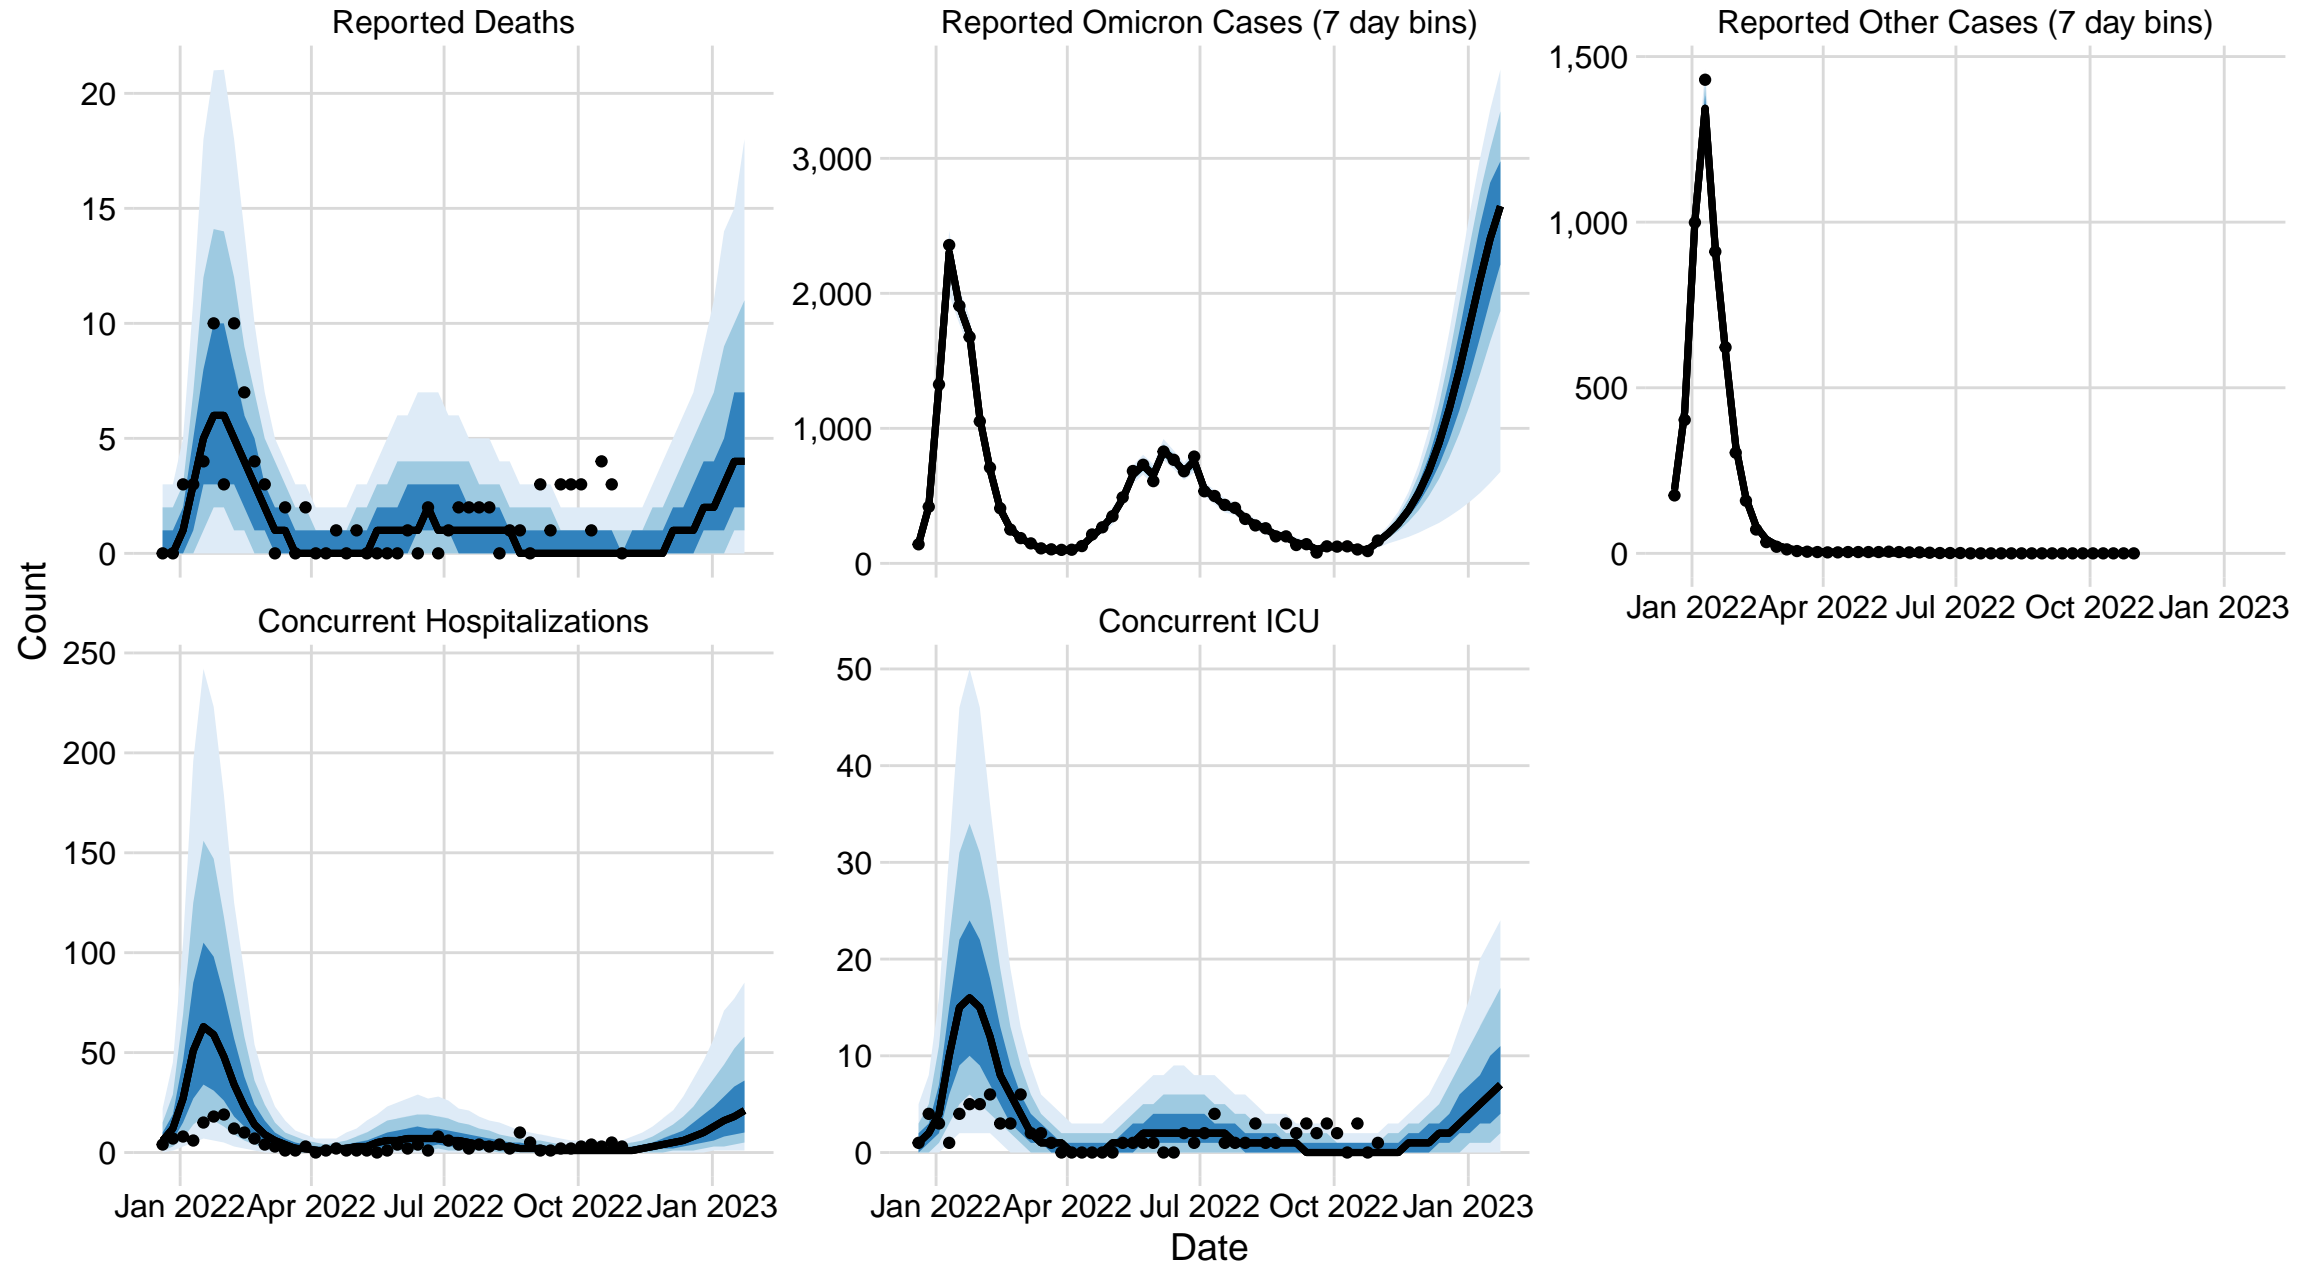 Reported Deaths
Reported Omicron Cases (7 day bins)
Reported Other Cases (7 day bins)
20
15
10
5
0
3,000
2,000
1,000
0
1,500
1,000
500
0
Jan 2022 Apr 2022 Jul 2022 Oct 2022 Jan 2023
Count
Concurrent Hospitalizations
Concurrent ICU
250
200
150
100
50
0
50
40
30
20
10
0
Jan 2022 Apr 2022 Jul 2022 Oct 2022 Jan 2023
Jan 2022 Apr 2022 Jul 2022 Oct 2022 Jan 2023
Date